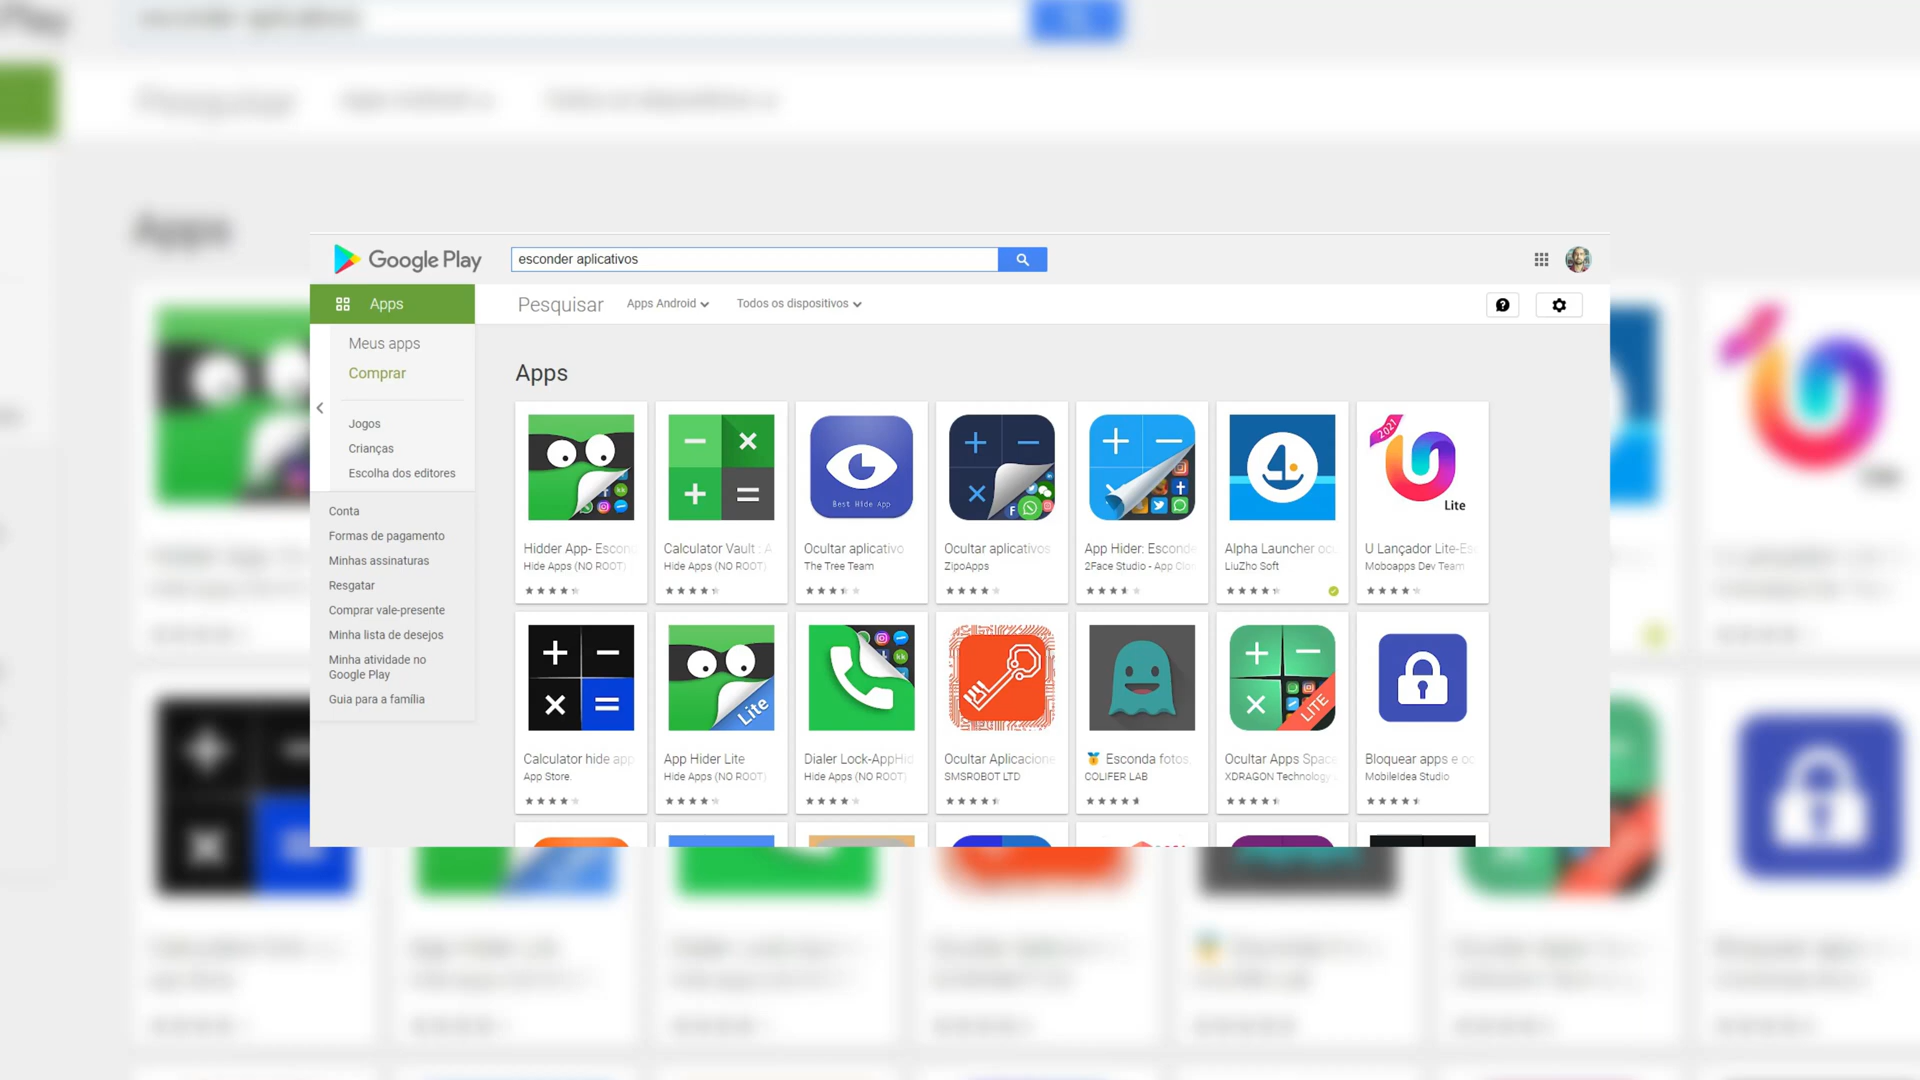 Google Play
esconder aplicativos
Apps
Pesquisar
Apps Android
Todos os dispositivos
Meus apps
Comprar
Jogos
Crianças
Escolha dos editores
Conta
Formas de pagamento
Minhas assinaturas
Resgatar
Comprar vale-presente
Minha lista de desejos
Minha atividade no
Google Play
Guia para a família
Apps
Best Hide App
2021
Lite
Hidder App- Escon
Hide Apps (NO ROOT)
Calculator Vault : A
Hide Apps (NO ROOT)
Ocultar aplicativo
The Tree Team
Ocultar aplicativos
ZipoApps
App Hider: Esconde
2Face Studio - App Clo
Alpha Launcher oc
LiuZho Soft
U Lançador Lite-Es
Moboapps Dev Team
Lite
LITE
Calculator hide app
App Store.
App Hider Lite
Hide Apps (NO ROOT)
Dialer Lock-AppHid
Hide Apps (NO ROOT)
Ocultar Aplicacione
SMSROBOT LTD
Esconda fotos,
COLIFER LAB
Ocultar Apps Space
XDRAGON Technology
Bloquear apps e oc
MobileIdea Studio